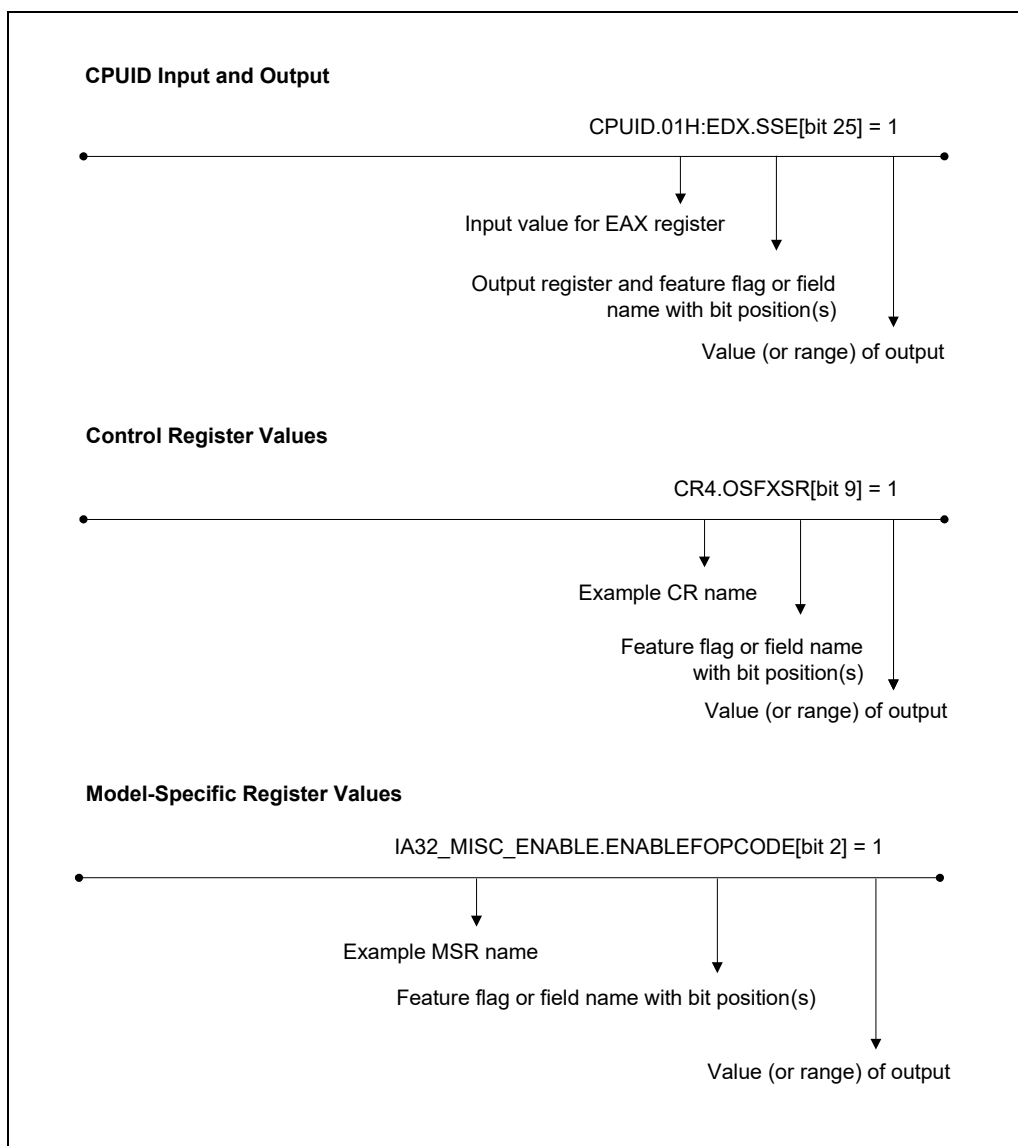 CPUID Input and Output
CPUID.01H:EDX.SSE[bit 25] = 1
Input value for EAX register
Output register and feature flag or field
name with bit position(s)
Value (or range) of output
Control Register Values
CR4.OSFXSR[bit 9] = 1
Example CR name
Feature flag or field name
with bit position(s)
Value (or range) of output
Model-Specific Register Values
IA32_MISC_ENABLE.ENABLEFOPCODE[bit 2] = 1
Example MSR name
Feature flag or field name with bit position(s)
Value (or range) of output